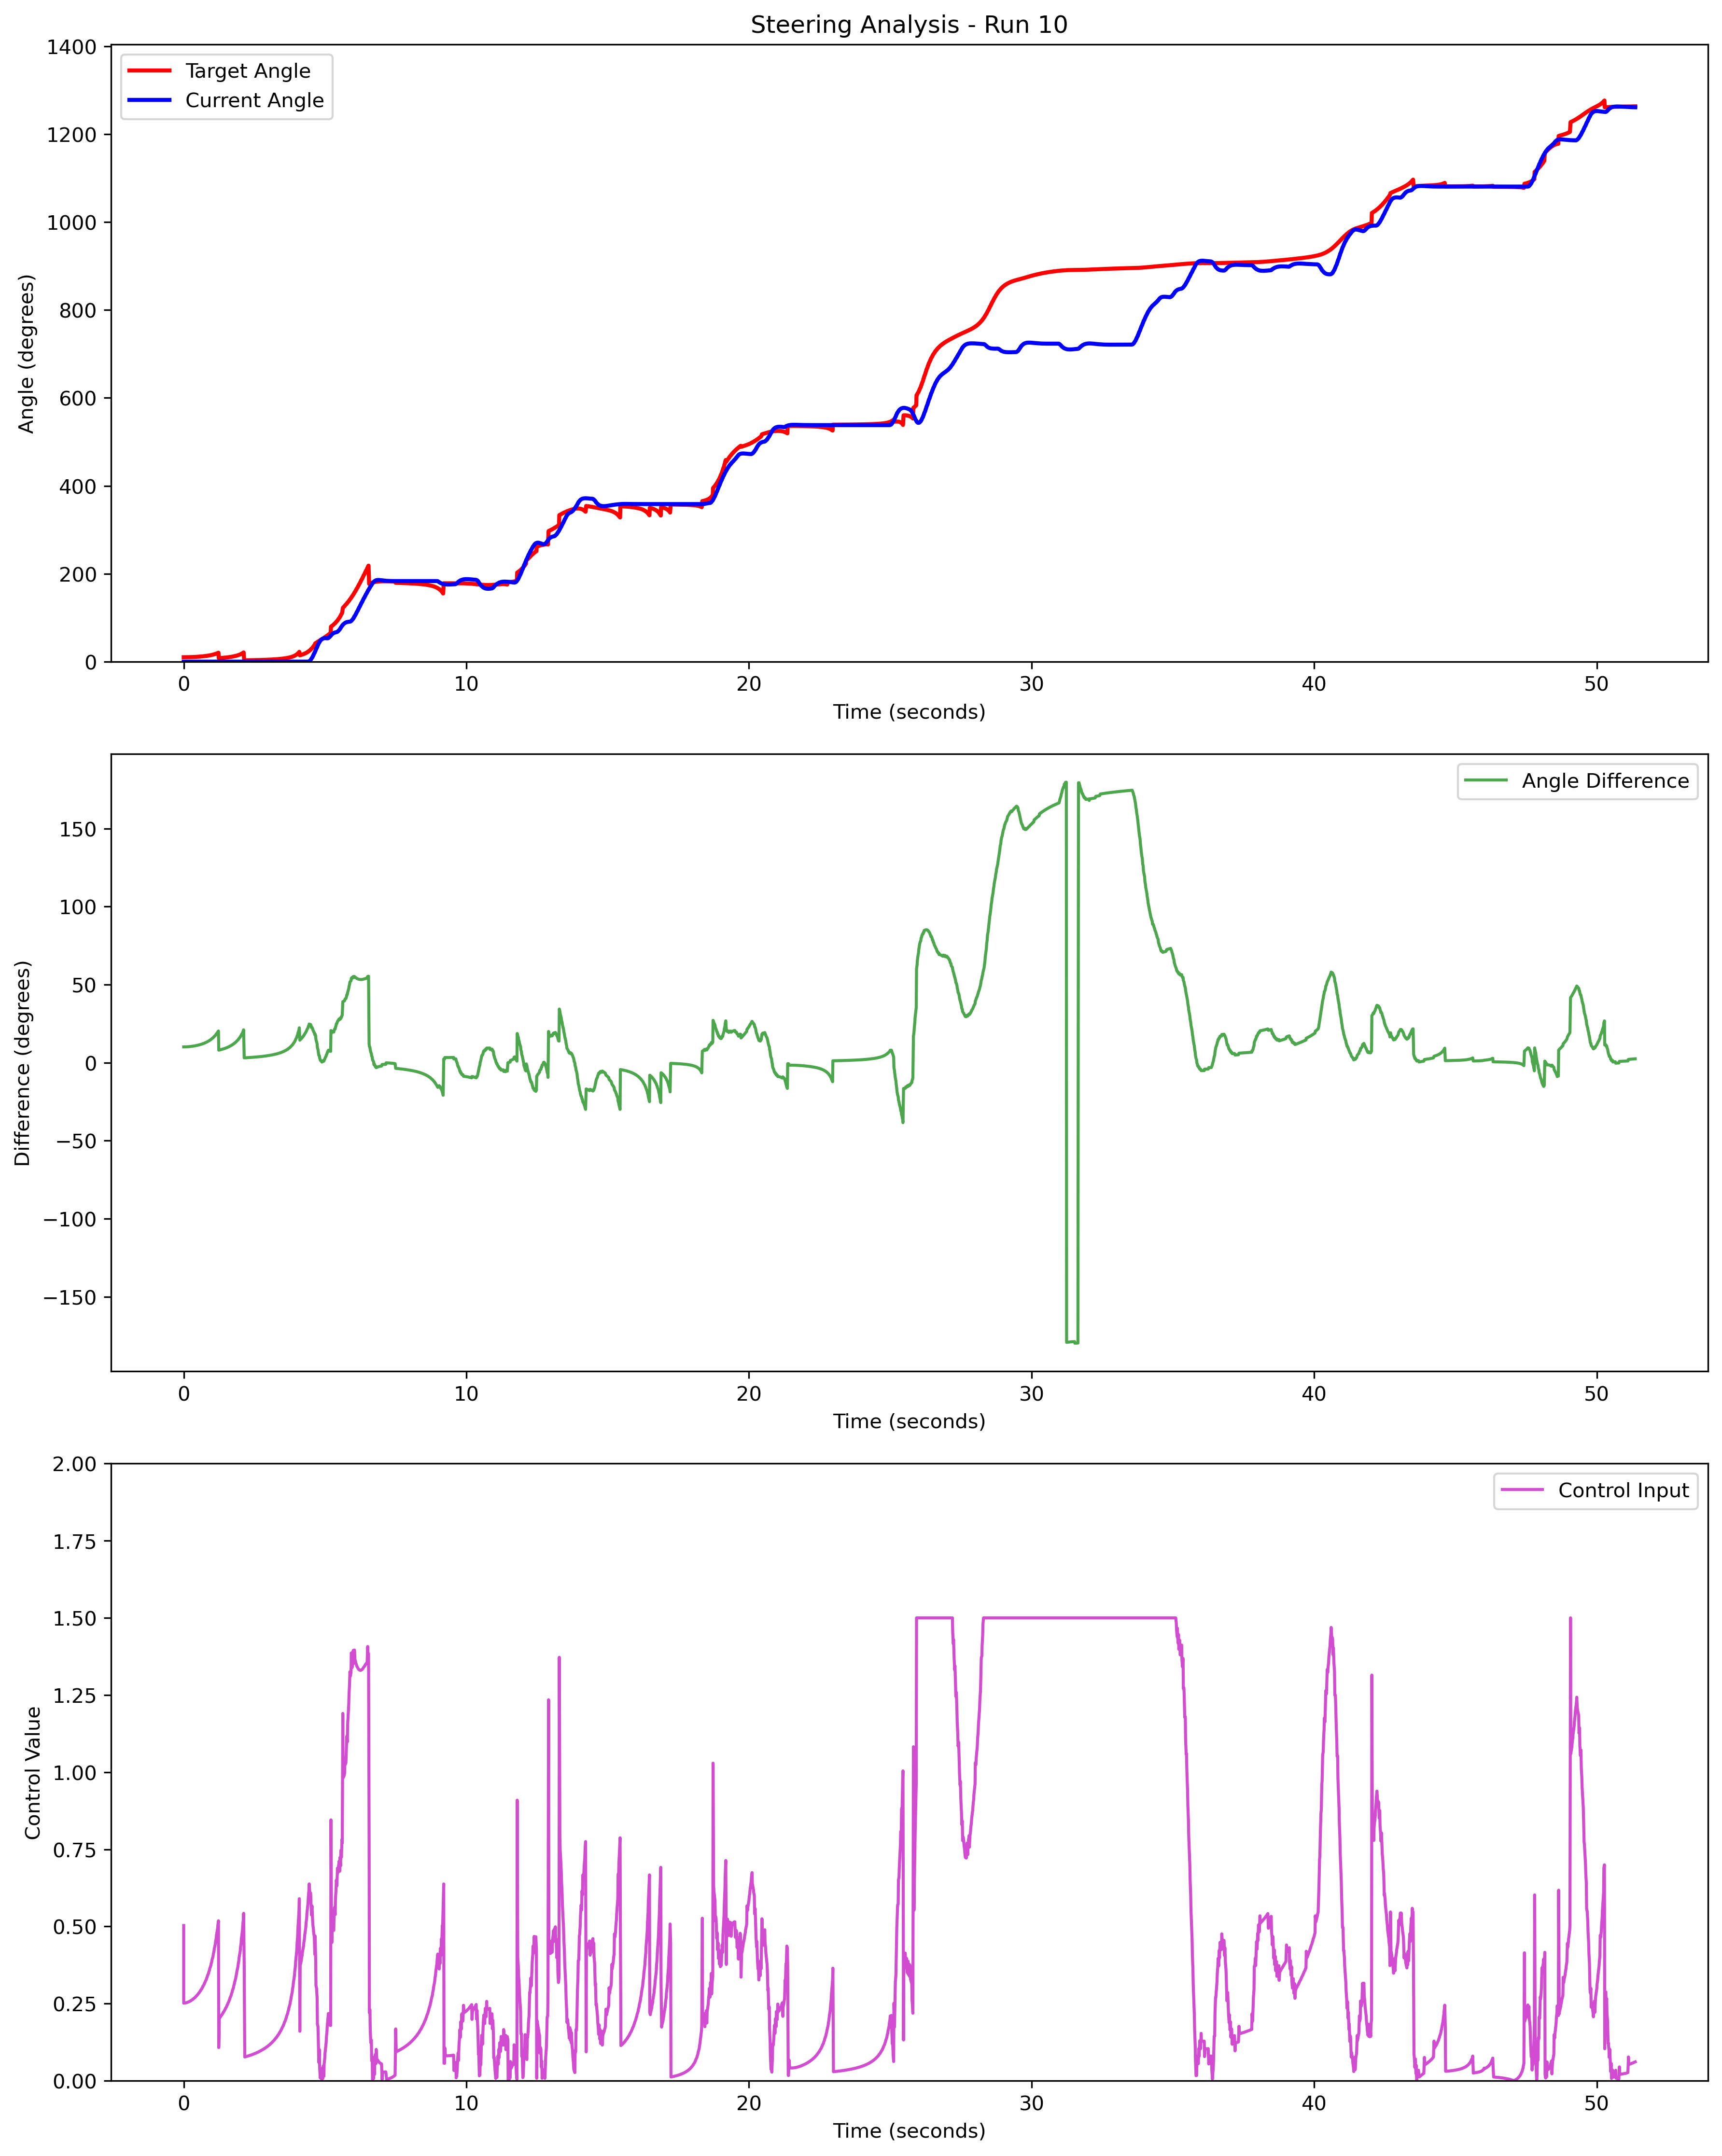 Steering Analysis - Run 10
1400
1200
1000
800
600
400
200
0
Angle (degrees)
Target Angle
Current Angle
0 10 20 30 40 50
Time (seconds)
150
100
50
0
−50
−100
−150
Difference (degrees)
Angle Difference
0 10 20 30 40 50
Time (seconds)
2.00
1.75
1.50
1.25
1.00
0.75
0.50
0.25
0.00
Control Value
Control Input
0 10 20 30 40 50
Time (seconds)